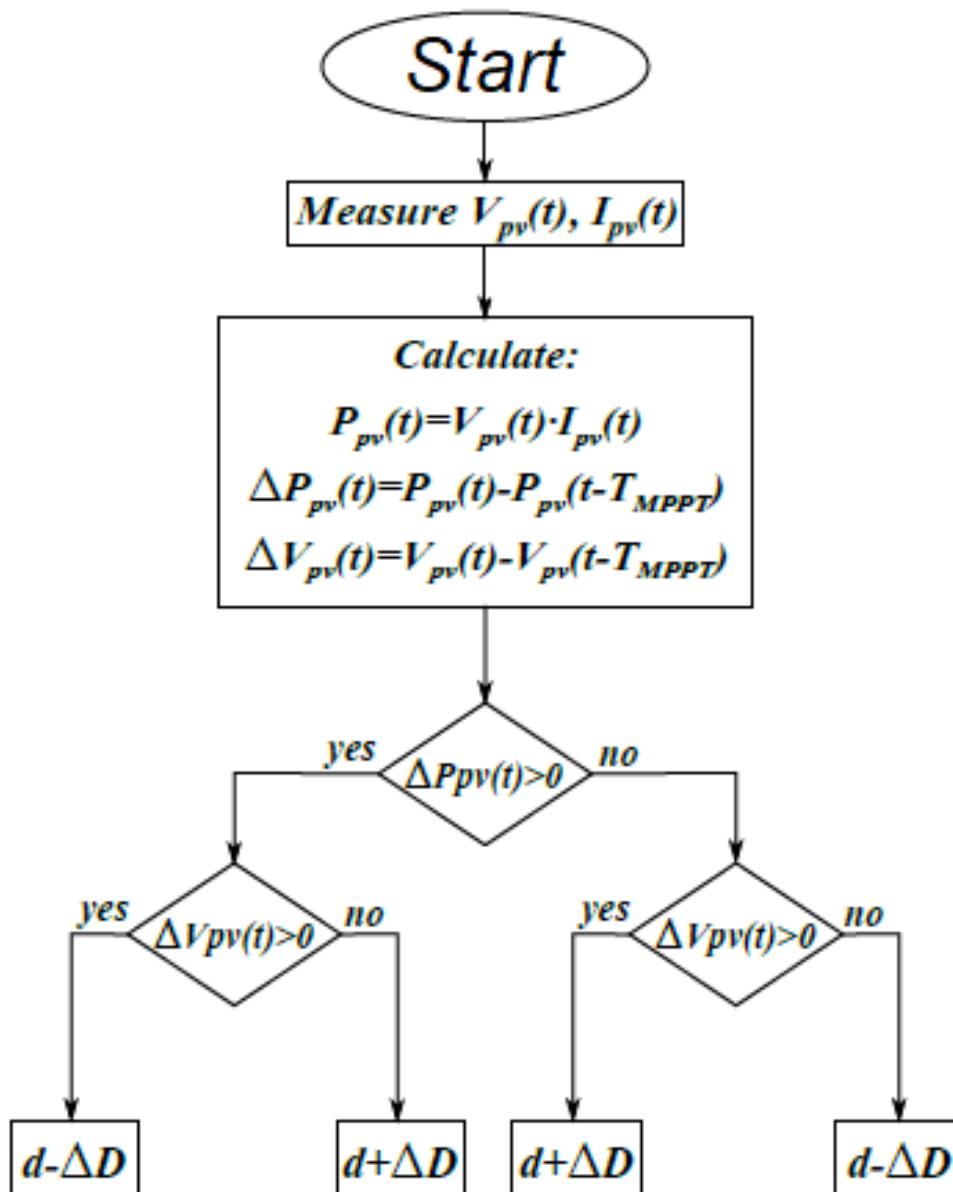 Start
Measure V_pv(t), I_pv(t)
Calculate:
P_pv(t)=V_pv(t)·I_pv(t)
ΔP_pv(t)=P_pv(t)-P_pv(t-T_MPPT)
ΔV_pv(t)=V_pv(t)-V_pv(t-T_MPPT)
yes
ΔPpv(t)>0
no
yes
ΔVpv(t)>0
no
yes
ΔVpv(t)>0
no
d-ΔD
d+ΔD
d+ΔD
d-ΔD